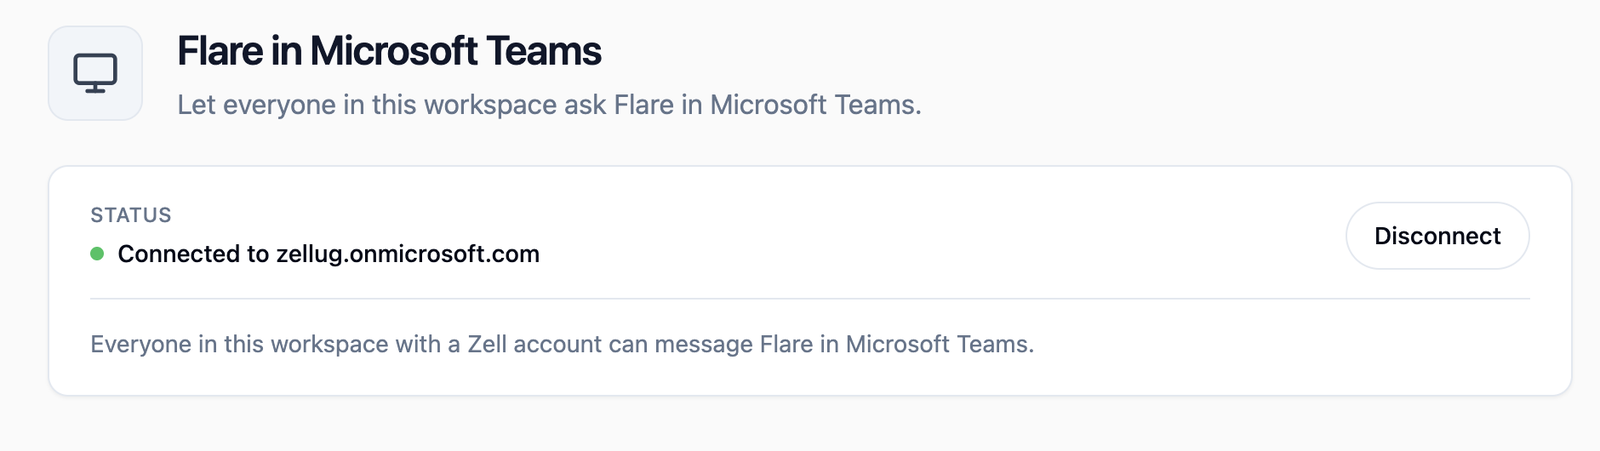 Flare in Microsoft Teams
Let everyone in this workspace ask Flare in Microsoft Teams.
STATUS
Connected to zellug.onmicrosoft.com
Disconnect
Everyone in this workspace with a Zell account can message Flare in Microsoft Teams.